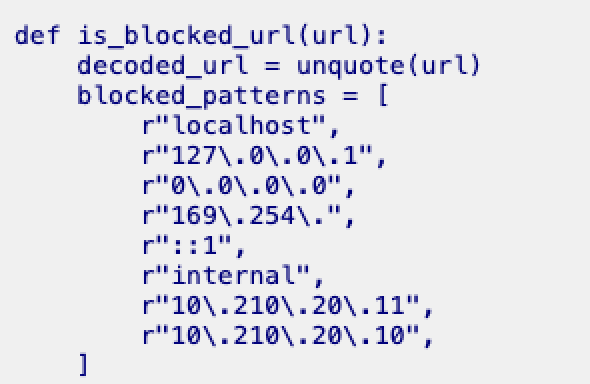 def is_blocked_url(url):
    decoded_url = unquote(url)
    blocked_patterns = [
        r"localhost",
        r"127\.0\.0\.1",
        r"0\.0\.0\.0",
        r"169\.254\.",
        r"::1",
        r"internal",
        r"10\.210\.20\.11",
        r"10\.210\.20\.10",
    ]